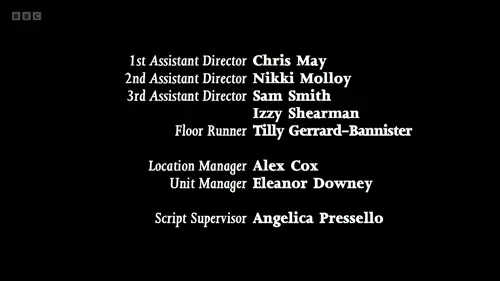 BBC
1st Assistant Director Chris May
2nd Assistant Director Nikki Molloy
3rd Assistant Director Sam Smith
Izzy Shearman
Floor Runner Tilly Gerrard-Bannister
Location Manager Alex Cox
Unit Manager Eleanor Downey
Script Supervisor Angelica Pressello